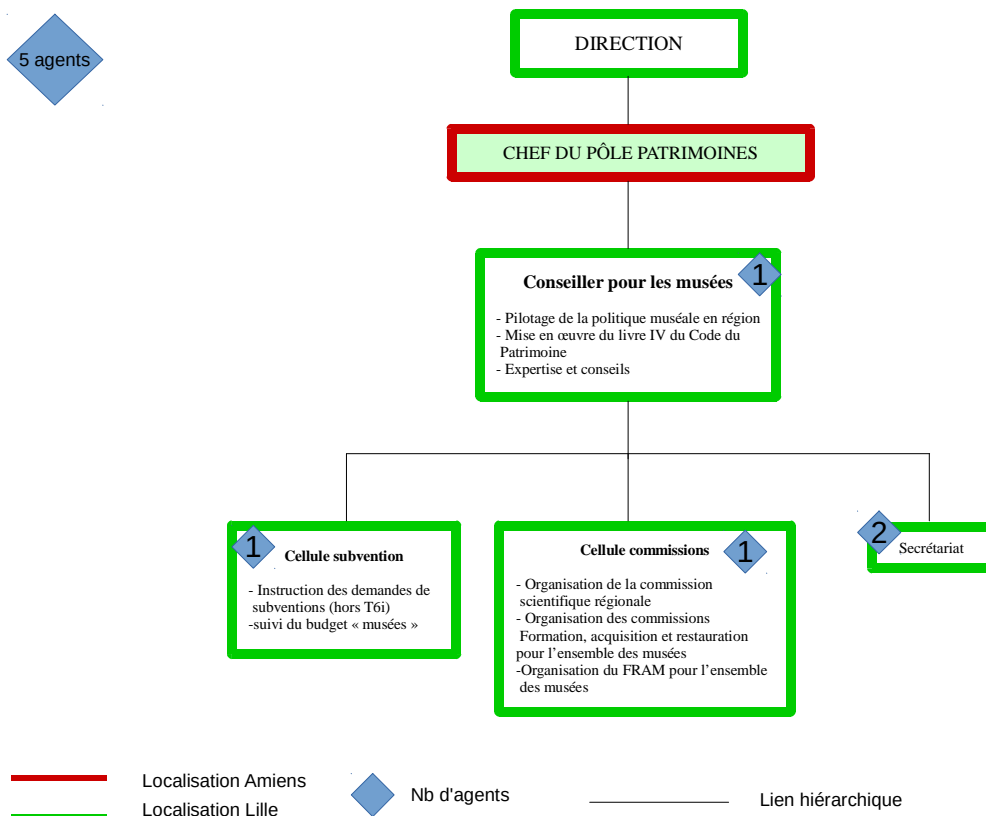 5 agents
DIRECTION
CHEF DU PÔLE PATRIMOINES
1
Conseiller pour les musées
- Pilotage de la politique muséale en région
- Mise en œuvre du livre IV du Code du
Patrimoine
- Expertise et conseils
1
Cellule subvention
- Instruction des demandes de
subventions (hors T6i)
-suivi du budget « musées »
1
Cellule commissions
- Organisation de la commission
scientifique régionale
- Organisation des commissions
Formation, acquisition et restauration
pour l’ensemble des musées
-Organisation du FRAM pour l’ensemble
des musées
2
Secrétariat
Localisation Amiens
Localisation Lille
Nb d'agents
Lien hiérarchique